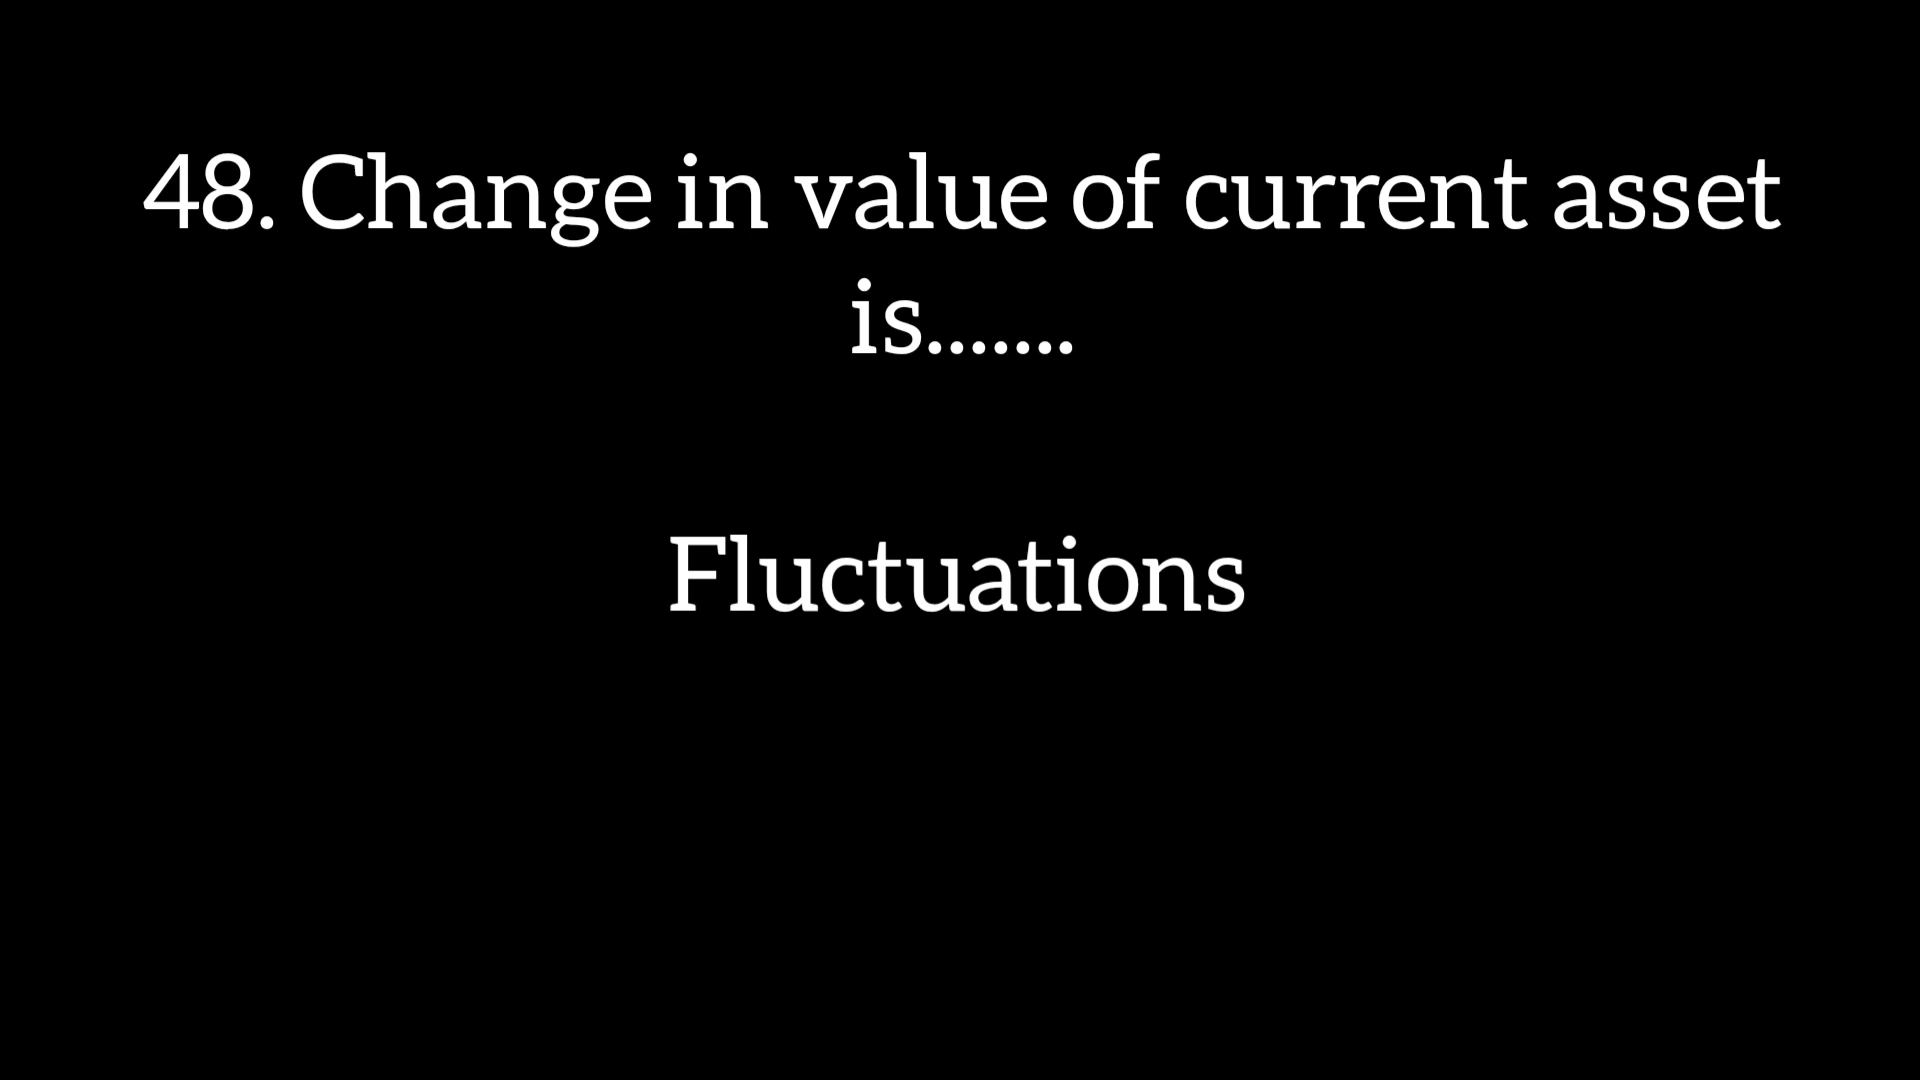 48. Change in value of current asset
is.......
Fluctuations